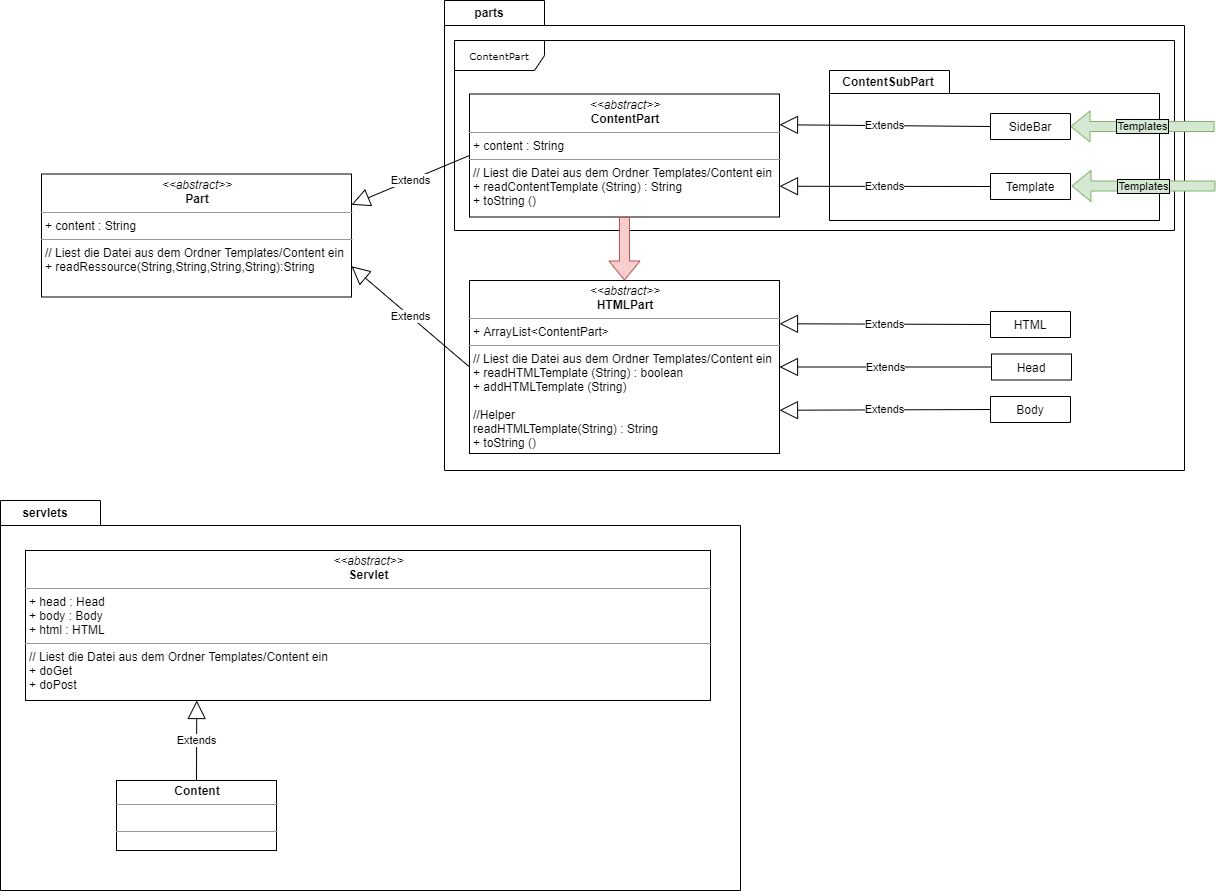 parts
ContentPart
ContentSubPart
<<abstract>>
ContentPart
+ content : String
// Liest die Datei aus dem Ordner Templates/Content ein
+ readContentTemplate (String) : String
+ toString ()
Extends
SideBar
Templates
Extends
Template
Templates
<<abstract>>
Part
+ content : String
// Liest die Datei aus dem Ordner Templates/Content ein
+ readRessource(String,String,String,String):String
Extends
Extends
<<abstract>>
HTMLPart
+ ArrayList<ContentPart>
// Liest die Datei aus dem Ordner Templates/Content ein
+ readHTMLTemplate (String) : boolean
+ addHTMLTemplate (String)
//Helper
readHTMLTemplate(String) : String
+ toString ()
Extends
HTML
Extends
Head
Extends
Body
servlets
<<abstract>>
Servlet
+ head : Head
+ body : Body
+ html : HTML
// Liest die Datei aus dem Ordner Templates/Content ein
+ doGet
+ doPost
Extends
Content